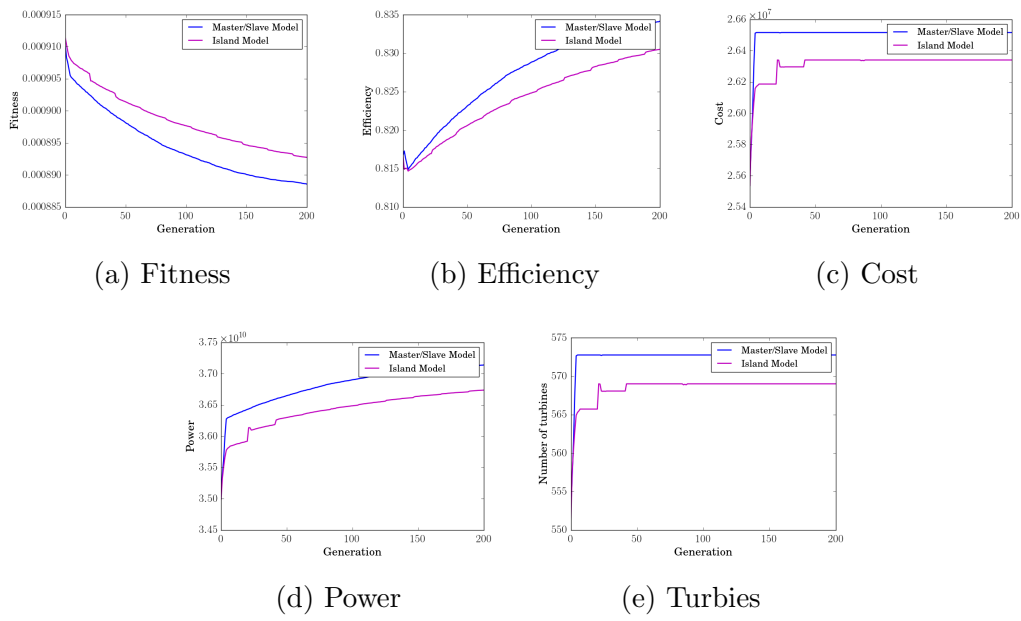 0.000915
0.000910
0.000905
0.000900
0.000895
0.000890
0.000885
Fitness
Master/Slave Model
Island Model
0 50 100 150 200
Generation
(a) Fitness
0.835
0.830
0.825
0.820
0.815
0.810
Efficiency
Master/Slave Model
Island Model
0 50 100 150 200
Generation
(b) Efficiency
2.66 ×10⁷
2.64
2.62
2.60
2.58
2.56
2.54
Cost
Master/Slave Model
Island Model
0 50 100 150 200
Generation
(c) Cost
3.75 ×10¹⁰
3.70
3.65
3.60
3.55
3.50
3.45
Power
Master/Slave Model
Island Model
0 50 100 150 200
Generation
(d) Power
575
570
565
560
555
550
Number of turbines
Master/Slave Model
Island Model
0 50 100 150 200
Generation
(e) Turbies